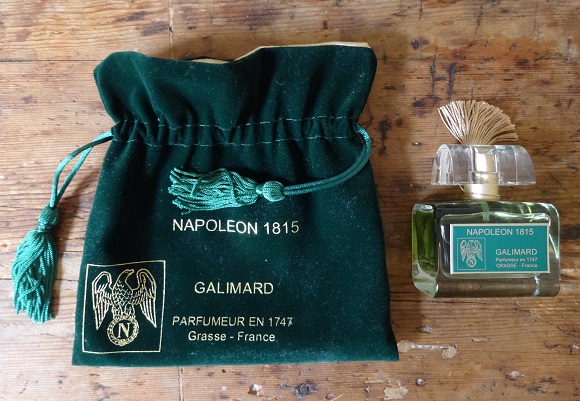 NAPOLEON 1815
GALIMARD
PARFUMEUR EN 1747
Grasse - France
N
NAPOLEON 1815
GALIMARD
Parfumeur en 1747
GRASSE - France